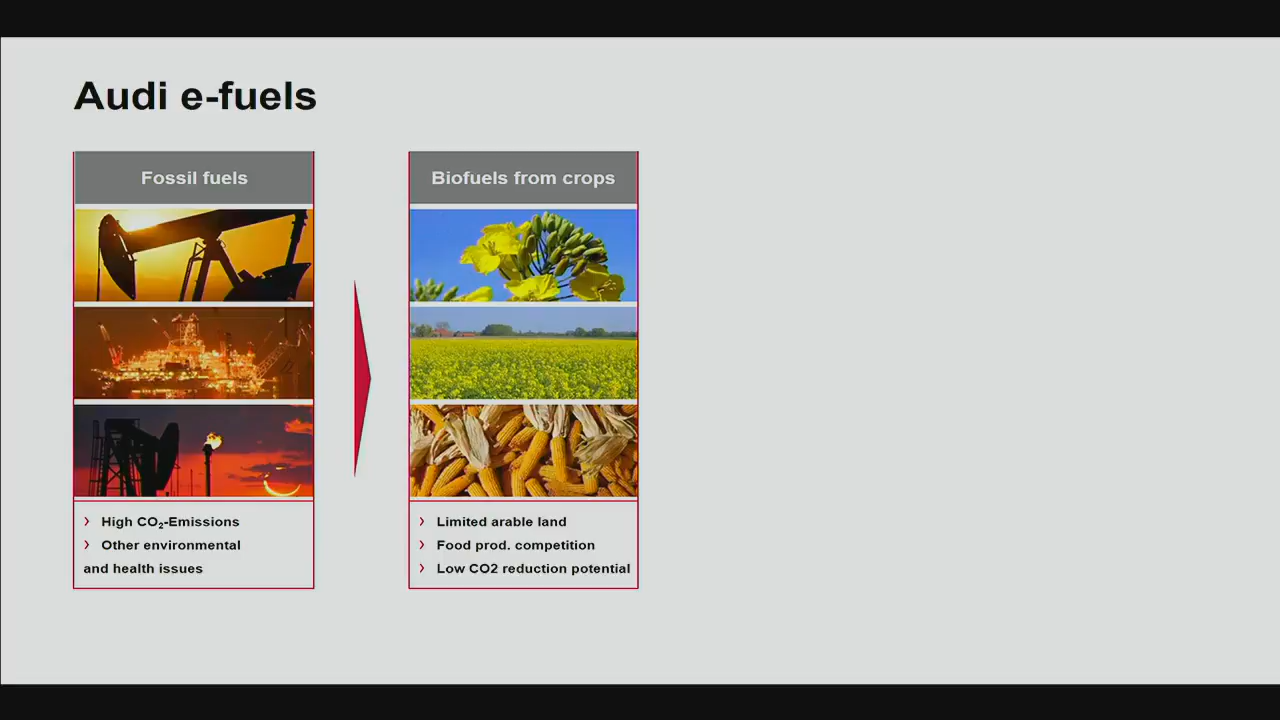 Audi e-fuels
Fossil fuels
› High CO₂-Emissions
› Other environmental
and health issues
Biofuels from crops
› Limited arable land
› Food prod. competition
› Low CO2 reduction potential